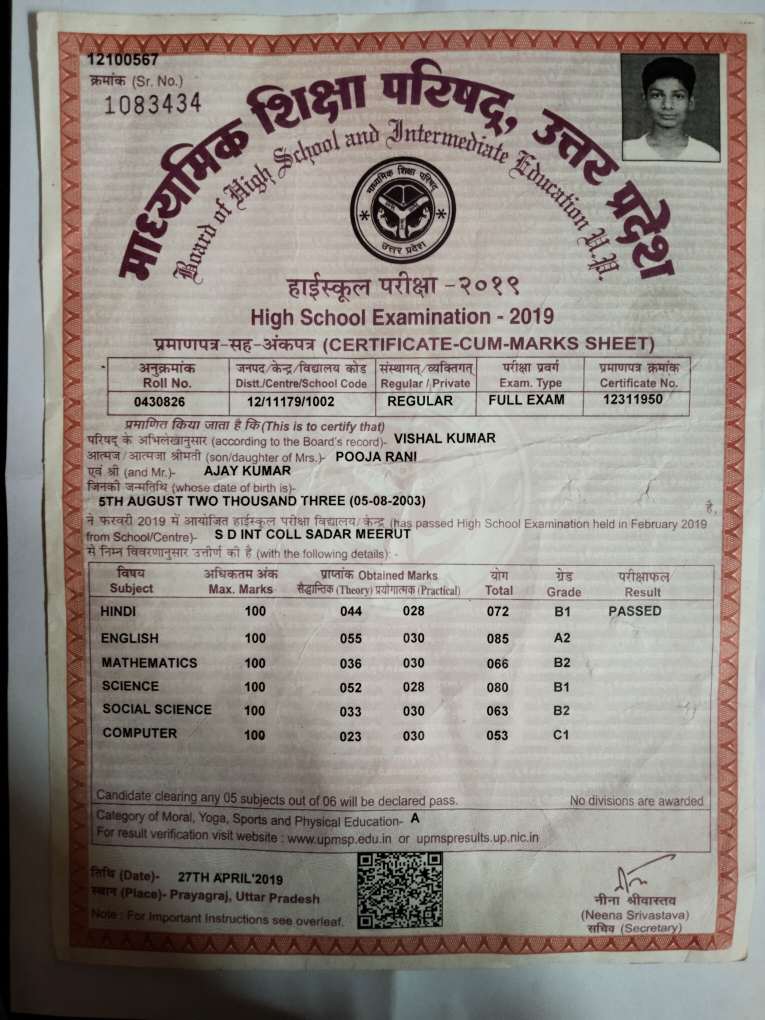 12100567
क्रमांक (Sr. No.)
1083434
माध्यमिक शिक्षा परिषद्, उत्तर प्रदेश
Board of High School and Intermediate Education U.P.
माध्यमिक शिक्षा परिषद्
उत्तर प्रदेश
हाईस्कूल परीक्षा -२०१९
High School Examination - 2019
प्रमाणपत्र-सह-अंकपत्र (CERTIFICATE-CUM-MARKS SHEET)
अनुक्रमांक जनपद/केन्द्र/विद्यालय कोड संस्थागत/व्यक्तिगत् परीक्षा प्रवर्ग प्रमाणपत्र क्रमांक
Roll No. Distt./Centre/School Code Regular / Private Exam. Type Certificate No.
0430826 12/11179/1002 REGULAR FULL EXAM 12311950
प्रमाणित किया जाता है कि(This is to certify that)
परिषद् के अभिलेखानुसार (according to the Board's record)- VISHAL KUMAR
आत्मज/आत्मजा श्रीमती (son/daughter of Mrs.)- POOJA RANI
एवं श्री (and Mr.)- AJAY KUMAR
जिनकी जन्मतिथि (whose date of birth is)-
5TH AUGUST TWO THOUSAND THREE (05-08-2003) है,
ने फरवरी 2019 में आयोजित हाईस्कूल परीक्षा विद्यालय/केन्द्र (has passed High School Examination held in February 2019
from School/Centre)- S D INT COLL SADAR MEERUT
से निम्न विवरणानुसार उत्तीर्ण की है (with the following details): -
विषय अधिकतम अंक प्राप्तांक Obtained Marks योग ग्रेड परीक्षाफल
Subject Max. Marks सैद्धान्तिक (Theory) प्रयोगात्मक (Practical) Total Grade Result
HINDI 100 044 028 072 B1 PASSED
ENGLISH 100 055 030 085 A2
MATHEMATICS 100 036 030 066 B2
SCIENCE 100 052 028 080 B1
SOCIAL SCIENCE 100 033 030 063 B2
COMPUTER 100 023 030 053 C1
Candidate clearing any 05 subjects out of 06 will be declared pass. No divisions are awarded
Category of Moral, Yoga, Sports and Physical Education- A
For result verification visit website : www.upmsp.edu.in or upmspresults.up.nic.in
तिथि (Date)- 27TH APRIL'2019
स्थान (Place)- Prayagraj, Uttar Pradesh
Note : For Important Instructions see overleaf.
नीना श्रीवास्तव
(Neena Srivastava)
सचिव (Secretary)